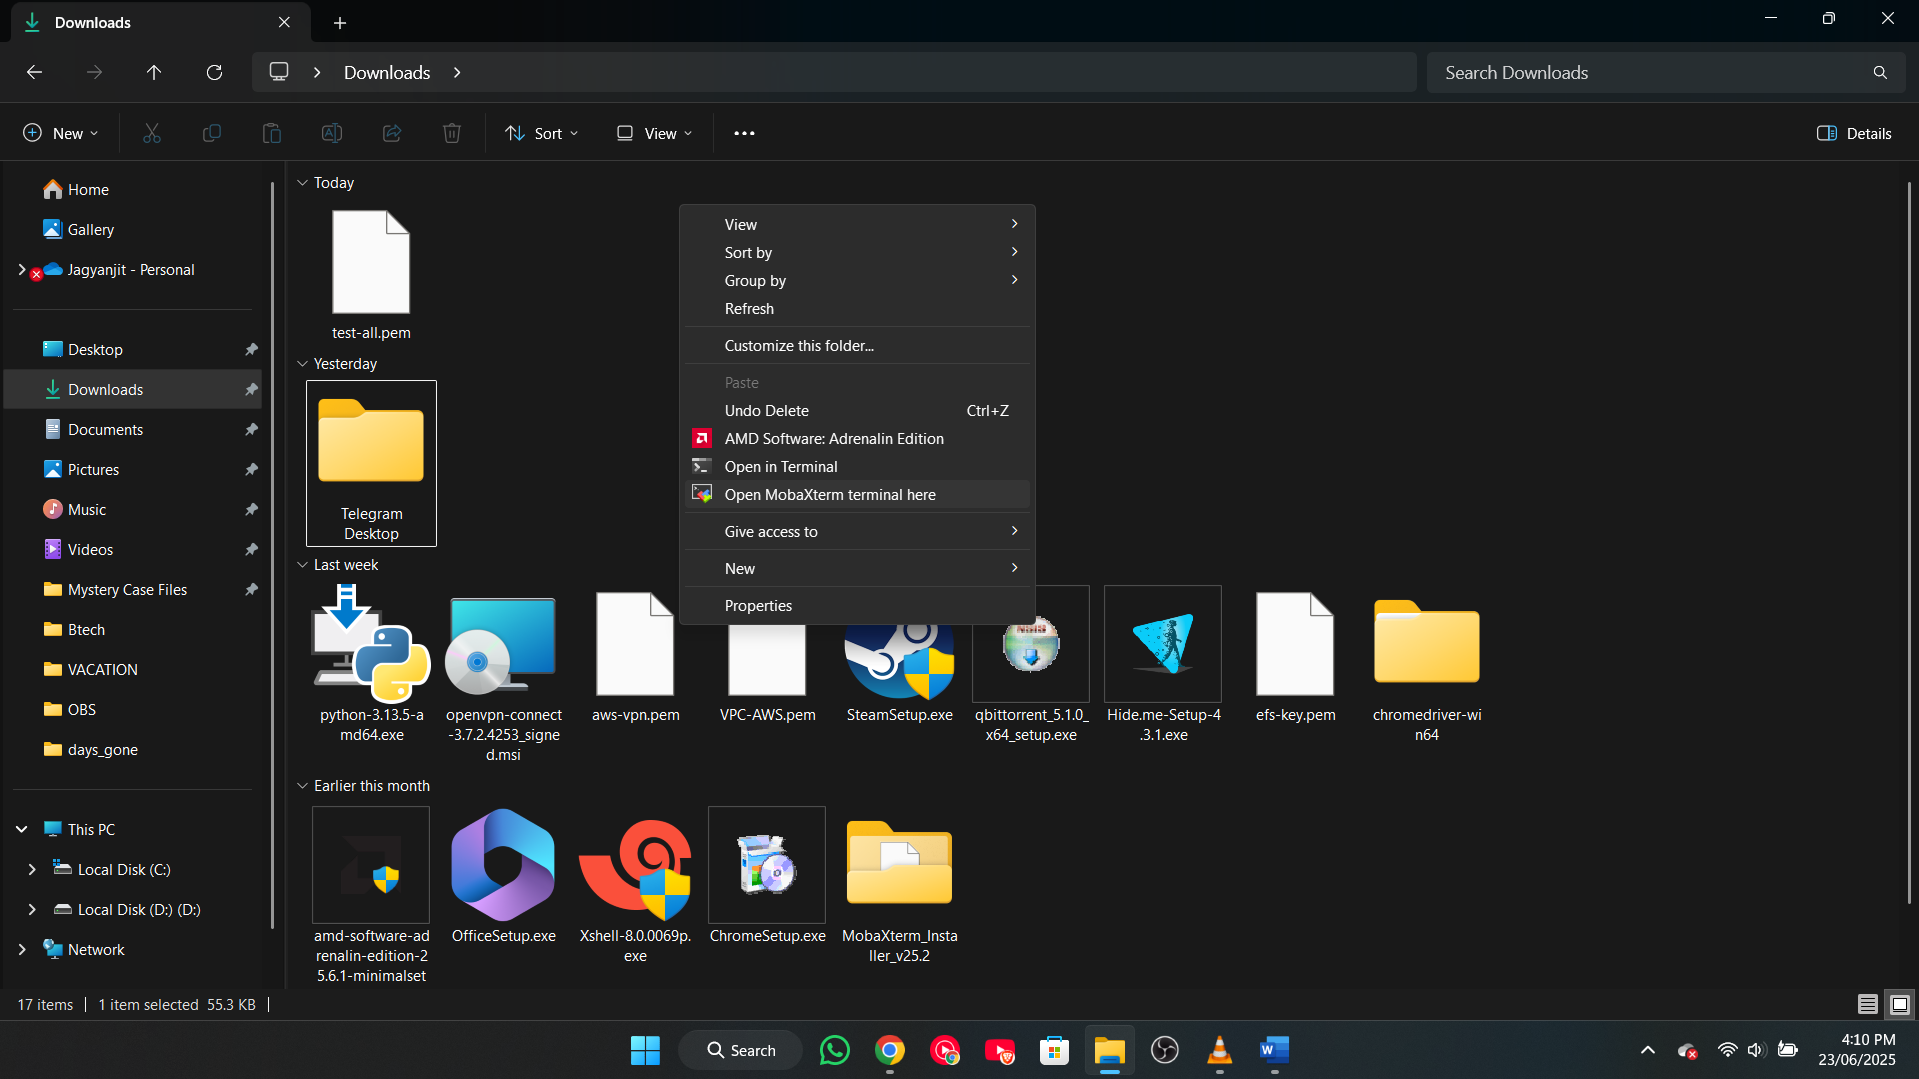 Downloads
Downloads
Search Downloads
New
Sort
View
Details
Home
Gallery
Jagyanjit - Personal
Desktop
Downloads
Documents
Pictures
Music
Videos
Mystery Case Files
Btech
VACATION
OBS
days_gone
This PC
Local Disk (C:)
Local Disk (D:) (D:)
Network
Today
test-all.pem
Yesterday
Telegram
Desktop
View
Sort by
Group by
Refresh
Customize this folder...
Paste
Undo Delete Ctrl+Z
AMD Software: Adrenalin Edition
Open in Terminal
Open MobaXterm terminal here
Give access to
New
Properties
Last week
python-3.13.5-a
md64.exe
openvpn-connect
-3.7.2.4253_signe
d.msi
aws-vpn.pem
VPC-AWS.pem
SteamSetup.exe
qbittorrent_5.1.0_
x64_setup.exe
Hide.me-Setup-4
.3.1.exe
efs-key.pem
chromedriver-wi
n64
Earlier this month
amd-software-ad
renalin-edition-2
5.6.1-minimalset
OfficeSetup.exe
Xshell-8.0.0069p.
exe
ChromeSetup.exe
MobaXterm_Insta
ller_v25.2
17 items
1 item selected 55.3 KB
Search
4:10 PM
23/06/2025